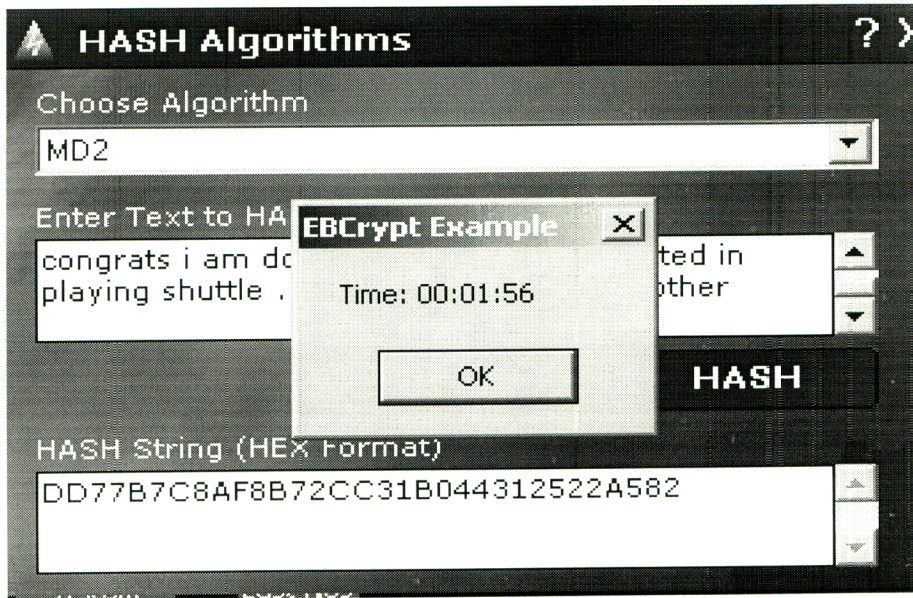 HASH Algorithms ? X
Choose Algorithm
MD2
Enter Text to HA
EBCrypt Example X
congrats i am do ted in
playing shuttle . other
Time: 00:01:56
OK
HASH
HASH String (HEX Format)
DD77B7C8AF8B72CC31B044312522A582